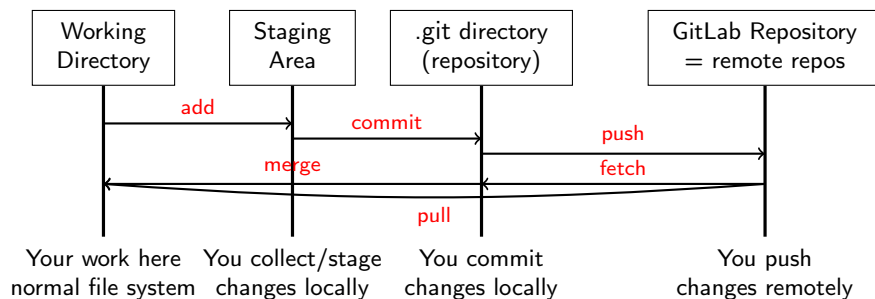 Working
Directory
Staging
Area
.git directory
(repository)
GitLab Repository
= remote repos
add
commit
push
merge
fetch
pull
Your work here
normal file system
You collect/stage
changes locally
You commit
changes locally
You push
changes remotely